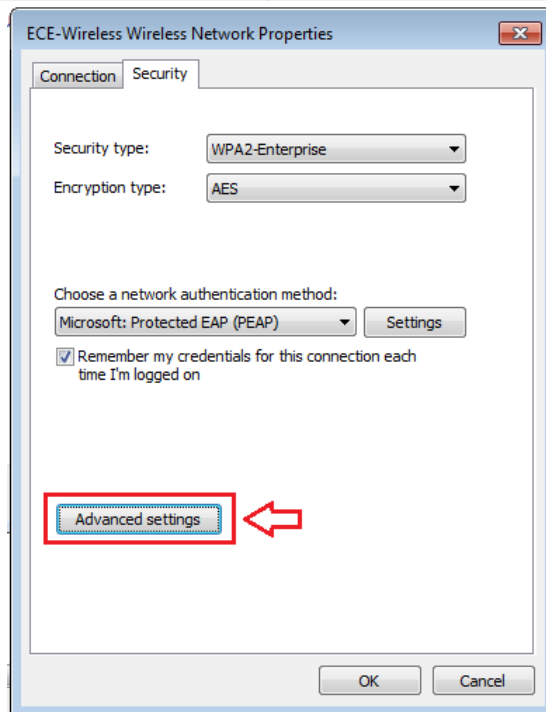 ECE-Wireless Wireless Network Properties
Connection
Security
Security type:
WPA2-Enterprise
Encryption type:
AES
Choose a network authentication method:
Microsoft: Protected EAP (PEAP)
Settings
Remember my credentials for this connection each
time I'm logged on
Advanced settings
OK
Cancel